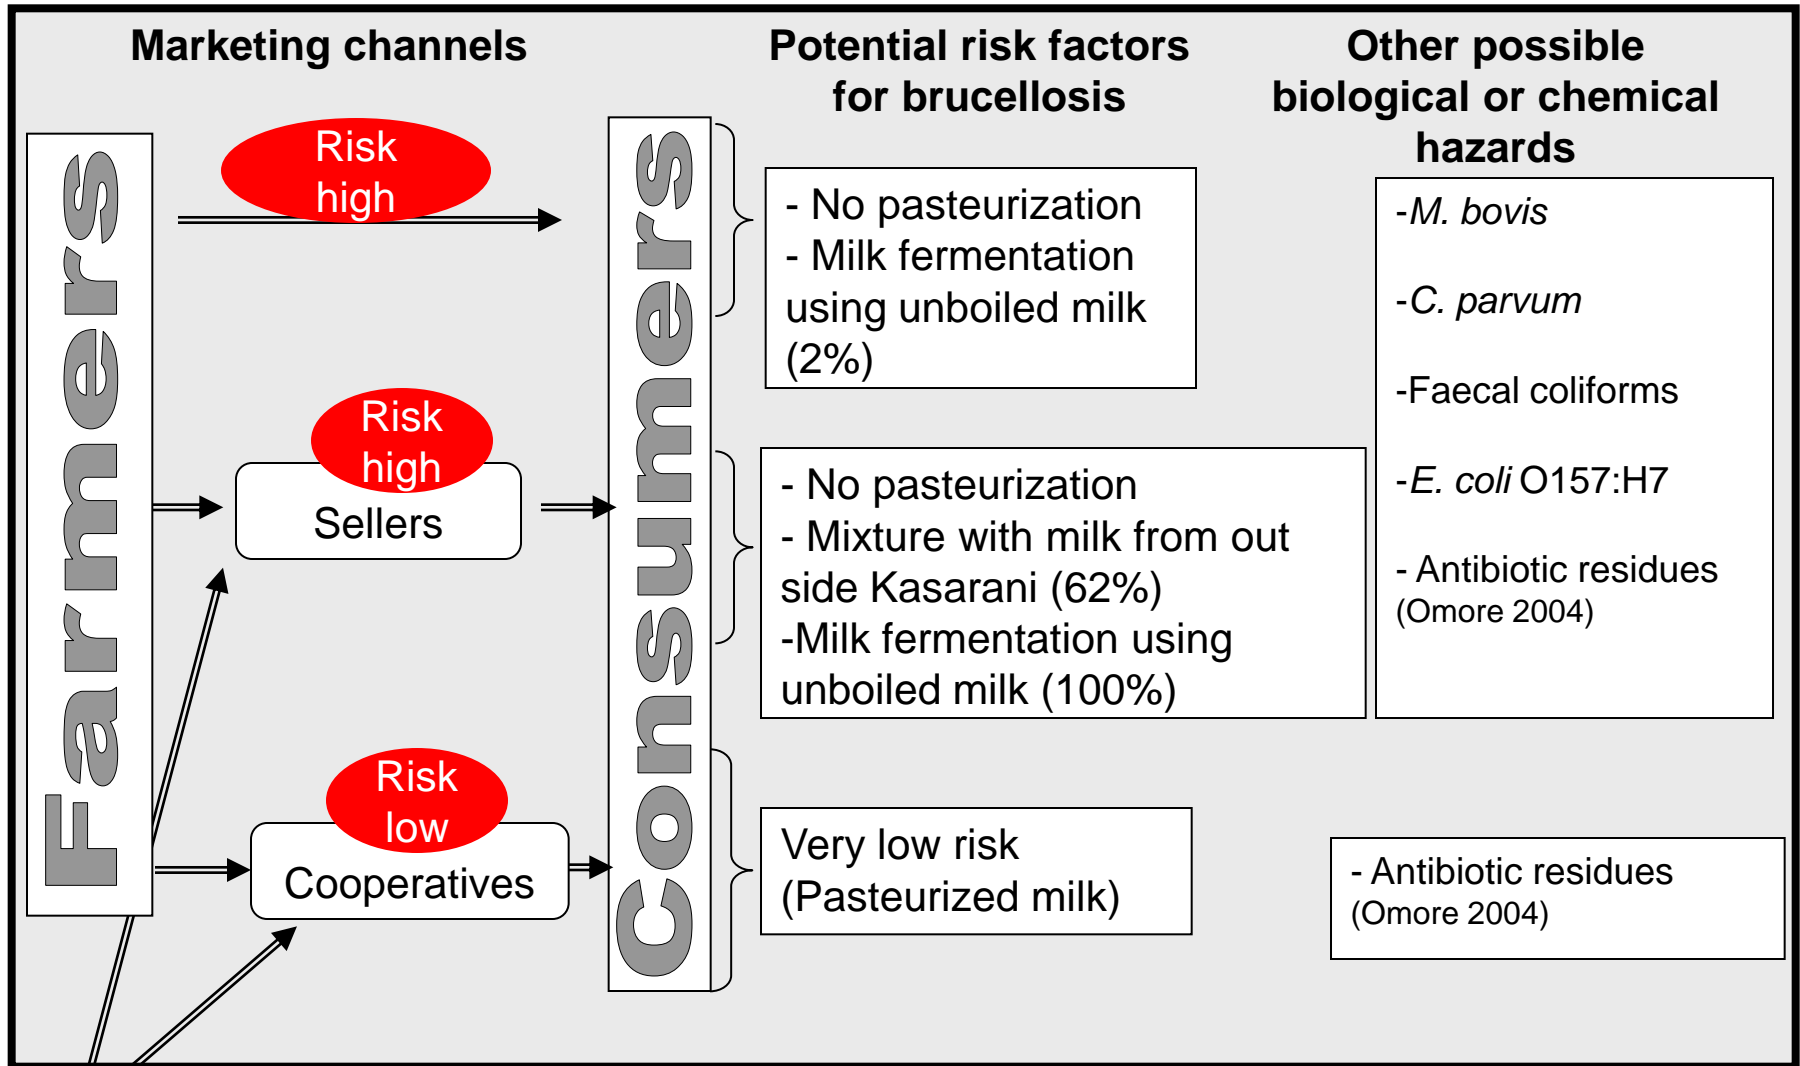 Marketing channels
Potential risk factors
for brucellosis
Other possible
biological or chemical
hazards
Farmers
Risk
high
Consumers
- No pasteurization
- Milk fermentation
using unboiled milk
(2%)
-M. bovis
-C. parvum
-Faecal coliforms
-E. coli O157:H7
- Antibiotic residues
(Omore 2004)
Risk
high
Sellers
- No pasteurization
- Mixture with milk from out
side Kasarani (62%)
-Milk fermentation using
unboiled milk (100%)
Risk
low
Cooperatives
Very low risk
(Pasteurized milk)
- Antibiotic residues
(Omore 2004)